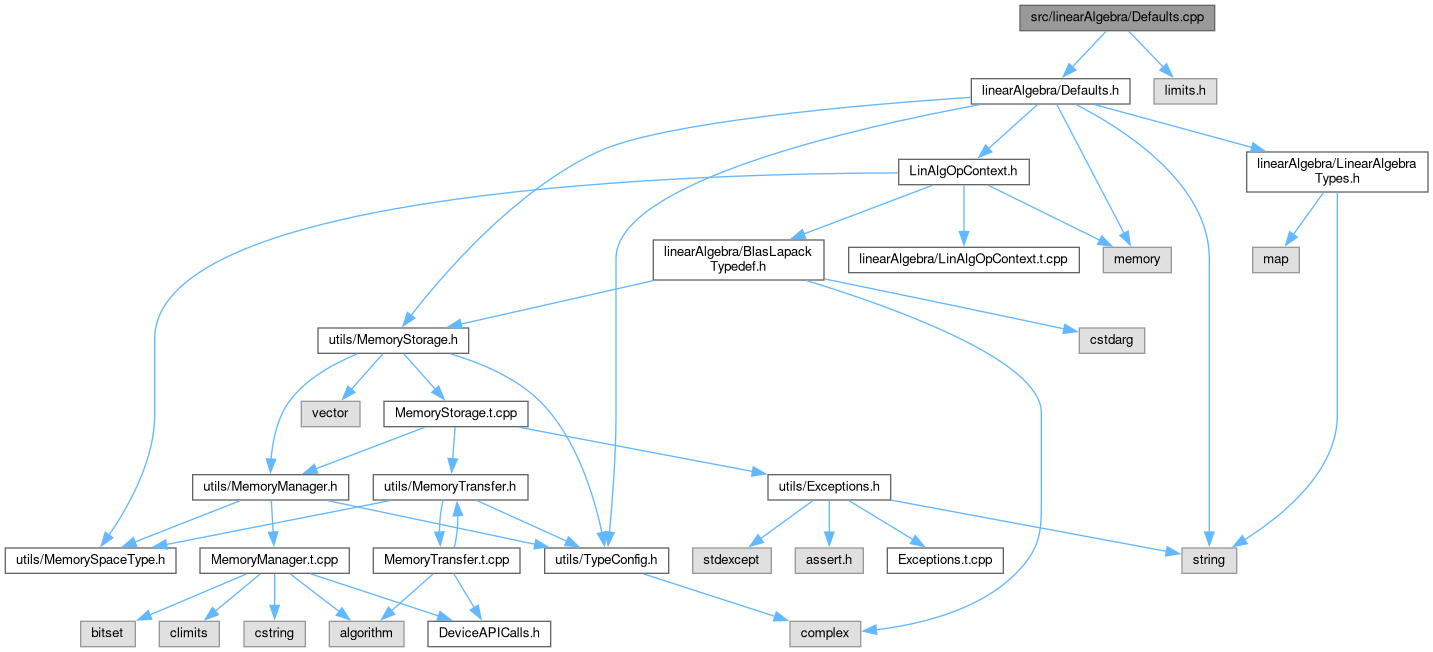 src/linearAlgebra/Defaults.cpp
linearAlgebra/Defaults.h
limits.h
LinAlgOpContext.h
linearAlgebra/LinearAlgebra
Types.h
linearAlgebra/BlasLapack
Typedef.h
linearAlgebra/LinAlgOpContext.t.cpp
memory
map
utils/MemoryStorage.h
cstdarg
vector
MemoryStorage.t.cpp
utils/MemoryManager.h
utils/MemoryTransfer.h
utils/Exceptions.h
utils/MemorySpaceType.h
MemoryManager.t.cpp
MemoryTransfer.t.cpp
utils/TypeConfig.h
stdexcept
assert.h
Exceptions.t.cpp
string
bitset
climits
cstring
algorithm
DeviceAPICalls.h
complex